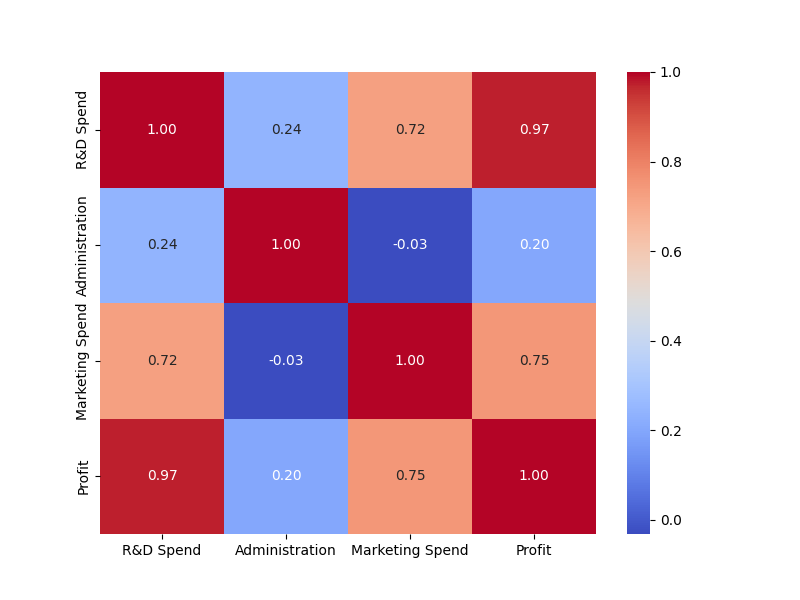 R&D Spend 1.00 0.24 0.72 0.97
Administration 0.24 1.00 -0.03 0.20
Marketing Spend 0.72 -0.03 1.00 0.75
Profit 0.97 0.20 0.75 1.00
R&D Spend Administration Marketing Spend Profit
1.0
0.8
0.6
0.4
0.2
0.0